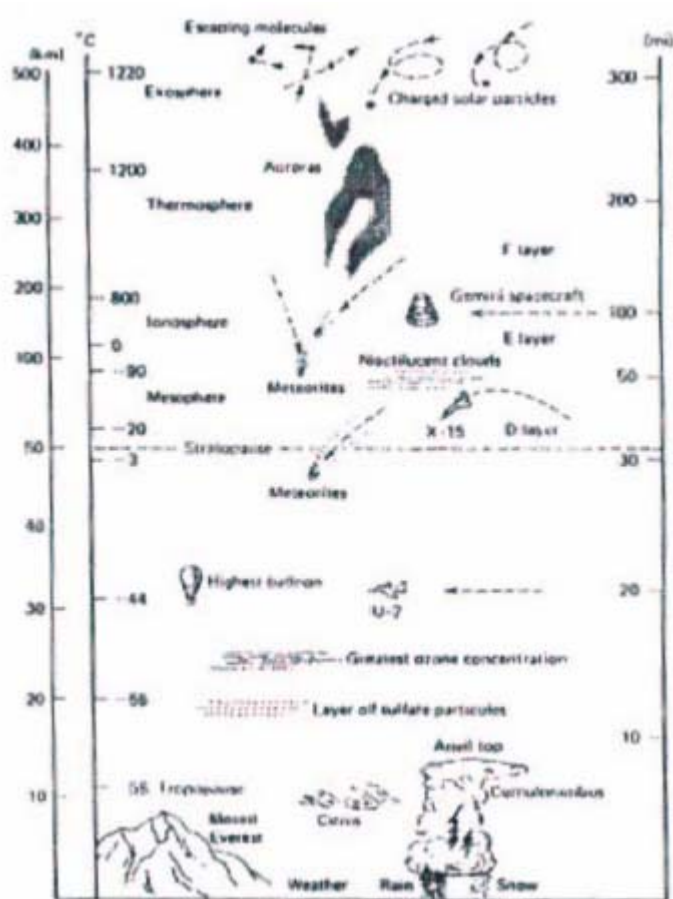 Escaping molecules
(km) °C (mi)
500 1220 300
Exosphere Charged solar particles
400
Auroras
1200
Thermosphere 200
300
F layer
200
800 Gemini spacecraft
100
Ionosphere
0 E layer
100
-90 Noctilucent clouds
Meteorites 50
Mesophere
-20 X-15 D layer
50 Stratopause 30
-3
Meteorites
40
Highest balloon
20
30 -44
U-2
Greatest ozone concentration
20 -56
Layer of sulfate particules
Anvil top
10
Tropopause Cumulonimbus
10
Mount Cirrus
Everest
Weather Rain Snow